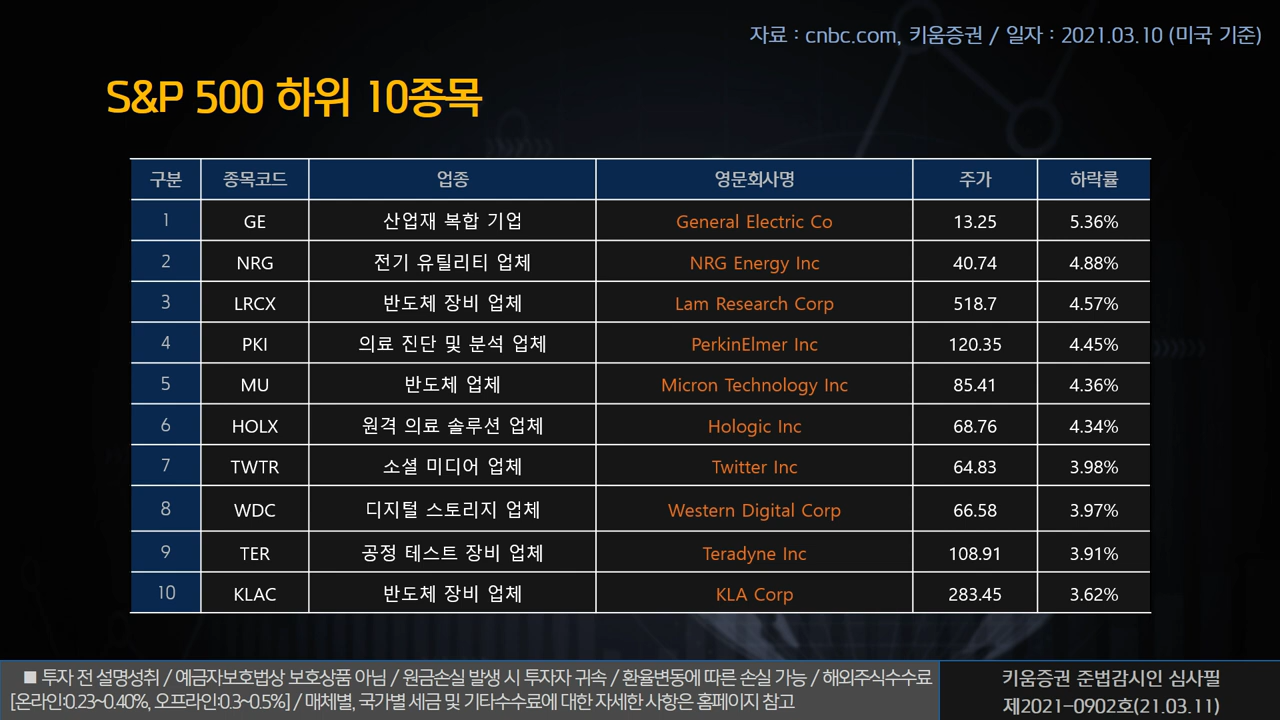 자료 : cnbc.com, 키움증권 / 일자 : 2021.03.10 (미국 기준)
S&P 500 하위 10종목
구분 종목코드 업종 영문회사명 주가 하락률
1 GE 산업재 복합 기업 General Electric Co 13.25 5.36%
2 NRG 전기 유틸리티 업체 NRG Energy Inc 40.74 4.88%
3 LRCX 반도체 장비 업체 Lam Research Corp 518.7 4.57%
4 PKI 의료 진단 및 분석 업체 PerkinElmer Inc 120.35 4.45%
5 MU 반도체 업체 Micron Technology Inc 85.41 4.36%
6 HOLX 원격 의료 솔루션 업체 Hologic Inc 68.76 4.34%
7 TWTR 소셜 미디어 업체 Twitter Inc 64.83 3.98%
8 WDC 디지털 스토리지 업체 Western Digital Corp 66.58 3.97%
9 TER 공정 테스트 장비 업체 Teradyne Inc 108.91 3.91%
10 KLAC 반도체 장비 업체 KLA Corp 283.45 3.62%
■ 투자 전 설명성취 / 예금자보호법상 보호상품 아님 / 원금손실 발생 시 투자자 귀속 / 환율변동에 따른 손실 가능 / 해외주식수수료
[온라인:0.23~0.40%, 오프라인:0.3~0.5%] / 매체별, 국가별 세금 및 기타수수료에 대한 자세한 사항은 홈페이지 참고
키움증권 준법감시인 심사필
제2021-0902호(21.03.11)